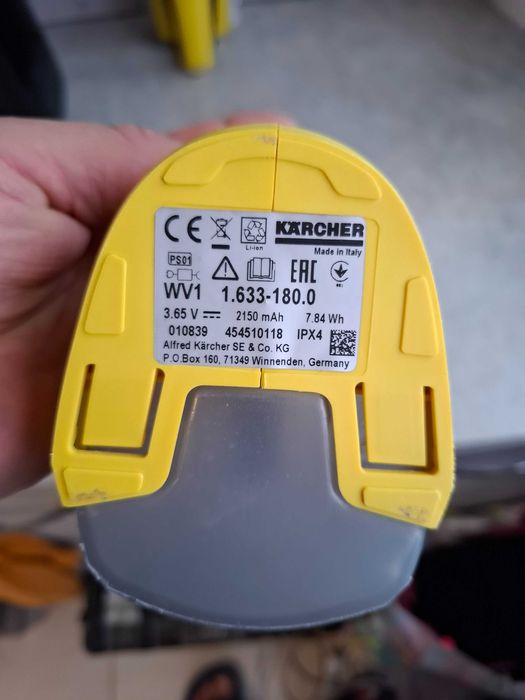 CE
Li-ion
KÄRCHER
Made in Italy
PS01
EAC
WV1 1.633-180.0
3.65 V 2150 mAh 7.84 Wh
010839 454510118 IPX4
Alfred Kärcher SE & Co. KG
P.O.Box 160, 71349 Winnenden, Germany